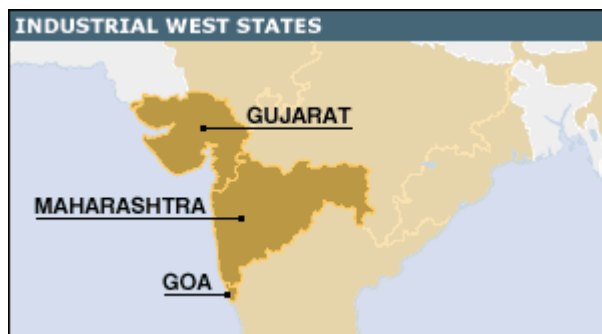 INDUSTRIAL WEST STATES
GUJARAT
MAHARASHTRA
GOA